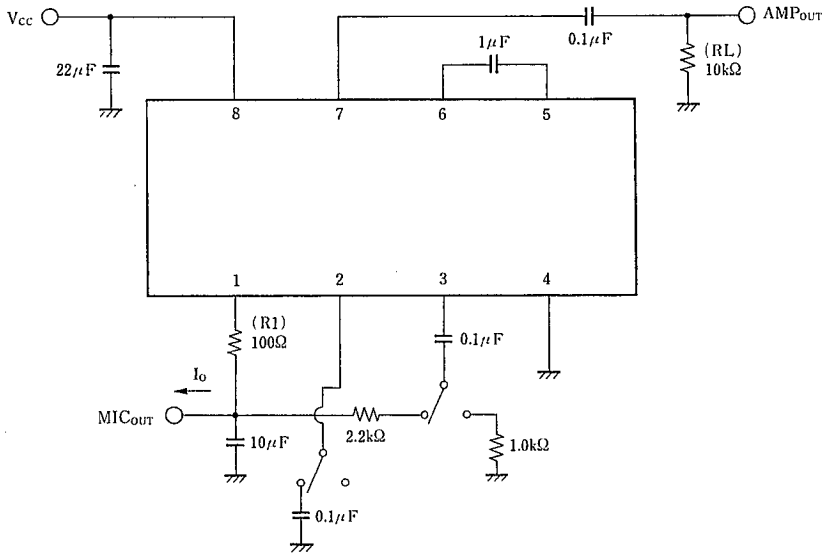 Vcc
AMPOUT
1μF
0.1μF
(RL)
10kΩ
22μF
8
7
6
5
1
2
3
4
(R1)
100Ω
0.1μF
Io
MICOUT
2.2kΩ
10μF
1.0kΩ
0.1μF